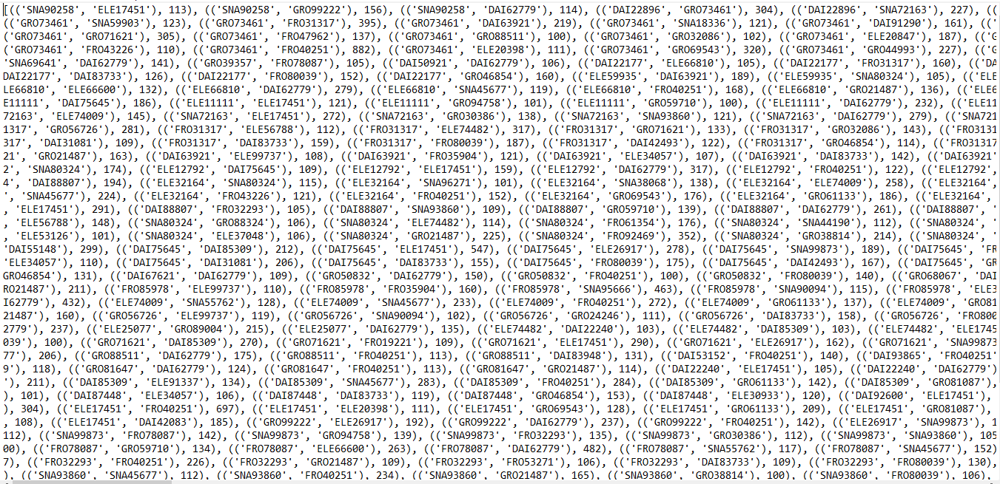 [(('SNA90258', 'ELE17451'), 113), (('SNA90258', 'GRO99222'), 156), (('SNA90258', 'DAI62779'), 114), (('DAI22896', 'GRO73461'), 304), (('DAI22896', 'SNA72163'), 227), ((
(('GRO73461', 'SNA59903'), 123), (('GRO73461', 'FRO31317'), 395), (('GRO73461', 'DAI63921'), 219), (('GRO73461', 'SNA18336'), 121), (('GRO73461', 'DAI91290'), 161), (('
(('GRO73461', 'GRO71621'), 305), (('GRO73461', 'FRO47962'), 137), (('GRO73461', 'GRO88511'), 100), (('GRO73461', 'GRO32086'), 102), (('GRO73461', 'ELE20847'), 187), (('G
(('GRO73461', 'FRO43226'), 110), (('GRO73461', 'FRO40251'), 882), (('GRO73461', 'ELE20398'), 111), (('GRO73461', 'GRO69543'), 320), (('GRO73461', 'GRO44993'), 227), (('G
'SNA69641', 'DAI62779'), 141), (('GRO39357', 'FRO78087'), 105), (('DAI50921', 'DAI62779'), 106), (('DAI22177', 'ELE66810'), 105), (('DAI22177', 'FRO31317'), 160), (('DA
DAI22177', 'DAI83733'), 126), (('DAI22177', 'FRO80039'), 152), (('DAI22177', 'GRO46854'), 160), (('ELE59935', 'DAI63921'), 189), (('ELE59935', 'SNA80324'), 105), (('ELE
LE66810', 'ELE66600'), 132), (('ELE66810', 'DAI62779'), 279), (('ELE66810', 'SNA45677'), 119), (('ELE66810', 'FRO40251'), 168), (('ELE66810', 'GRO21487'), 136), (('ELE6
E11111', 'DAI75645'), 186), (('ELE11111', 'ELE17451'), 121), (('ELE11111', 'GRO94758'), 101), (('ELE11111', 'GRO59710'), 100), (('ELE11111', 'DAI62779'), 232), (('ELE11
72163', 'ELE74009'), 145), (('SNA72163', 'ELE17451'), 272), (('SNA72163', 'GRO30386'), 138), (('SNA72163', 'SNA93860'), 121), (('SNA72163', 'DAI62779'), 279), (('SNA721
1317', 'GRO56726'), 281), (('FRO31317', 'ELE56788'), 112), (('FRO31317', 'ELE74482'), 317), (('FRO31317', 'GRO71621'), 133), (('FRO31317', 'GRO32086'), 143), (('FRO3131
317', 'DAI31081'), 109), (('FRO31317', 'DAI83733'), 159), (('FRO31317', 'FRO80039'), 187), (('FRO31317', 'DAI42493'), 122), (('FRO31317', 'GRO46854'), 114), (('FRO31317
21', 'GRO21487'), 163), (('DAI63921', 'ELE99737'), 108), (('DAI63921', 'FRO35904'), 121), (('DAI63921', 'ELE34057'), 107), (('DAI63921', 'DAI83733'), 142), (('DAI63921'
2', 'SNA80324'), 174), (('ELE12792', 'DAI75645'), 109), (('ELE12792', 'ELE17451'), 159), (('ELE12792', 'DAI62779'), 317), (('ELE12792', 'FRO40251'), 122), (('ELE12792',
4', 'DAI88807'), 194), (('ELE32164', 'SNA80324'), 115), (('ELE32164', 'SNA96271'), 101), (('ELE32164', 'SNA38068'), 138), (('ELE32164', 'ELE74009'), 258), (('ELE32164',
', 'SNA45677'), 224), (('ELE32164', 'FRO43226'), 121), (('ELE32164', 'FRO40251'), 152), (('ELE32164', 'GRO69543'), 176), (('ELE32164', 'GRO61133'), 186), (('ELE32164',
, 'ELE17451'), 291), (('DAI88807', 'FRO32293'), 105), (('DAI88807', 'SNA93860'), 109), (('DAI88807', 'GRO59710'), 139), (('DAI88807', 'DAI62779'), 261), (('DAI88807', '
, 'ELE56788'), 148), (('SNA80324', 'GRO88324'), 106), (('SNA80324', 'ELE74482'), 114), (('SNA80324', 'FRO61354'), 176), (('SNA80324', 'SNA44190'), 112), (('SNA80324', '
, 'ELE53126'), 101), (('SNA80324', 'ELE37048'), 106), (('SNA80324', 'GRO21487'), 225), (('SNA80324', 'FRO92469'), 352), (('SNA80324', 'GRO38814'), 214), (('SNA80324', '
'DAI55148'), 299), (('DAI75645', 'DAI85309'), 212), (('DAI75645', 'ELE17451'), 547), (('DAI75645', 'ELE26917'), 278), (('DAI75645', 'SNA99873'), 189), (('DAI75645', 'FR
'ELE34057'), 110), (('DAI75645', 'DAI31081'), 206), (('DAI75645', 'DAI83733'), 155), (('DAI75645', 'FRO80039'), 175), (('DAI75645', 'DAI42493'), 167), (('DAI75645', 'GR
GRO46854'), 131), (('DAI67621', 'DAI62779'), 109), (('GRO50832', 'DAI62779'), 150), (('GRO50832', 'FRO40251'), 100), (('GRO50832', 'FRO80039'), 140), (('GRO68067', 'DAI
RO21487'), 211), (('FRO85978', 'ELE99737'), 110), (('FRO85978', 'FRO35904'), 160), (('FRO85978', 'SNA95666'), 463), (('FRO85978', 'SNA90094'), 115), (('FRO85978', 'ELE3
I62779'), 432), (('ELE74009', 'SNA55762'), 128), (('ELE74009', 'SNA45677'), 233), (('ELE74009', 'FRO40251'), 272), (('ELE74009', 'GRO61133'), 137), (('ELE74009', 'GRO81
21487'), 160), (('GRO56726', 'ELE99737'), 119), (('GRO56726', 'SNA90094'), 102), (('GRO56726', 'GRO24246'), 111), (('GRO56726', 'DAI83733'), 158), (('GRO56726', 'FRO800
2779'), 237), (('ELE25077', 'GRO89004'), 215), (('ELE25077', 'DAI62779'), 135), (('ELE74482', 'DAI22240'), 103), (('ELE74482', 'DAI85309'), 103), (('ELE74482', 'ELE1745
039'), 100), (('GRO71621', 'DAI85309'), 270), (('GRO71621', 'FRO19221'), 109), (('GRO71621', 'ELE17451'), 290), (('GRO71621', 'ELE26917'), 162), (('GRO71621', 'SNA99873
77'), 206), (('GRO88511', 'DAI62779'), 175), (('GRO88511', 'FRO40251'), 113), (('GRO88511', 'DAI83948'), 131), (('DAI53152', 'FRO40251'), 140), (('DAI93865', 'FRO40251'
9'), 118), (('GRO81647', 'DAI62779'), 124), (('GRO81647', 'FRO40251'), 113), (('GRO81647', 'GRO21487'), 114), (('DAI22240', 'ELE17451'), 105), (('DAI22240', 'DAI62779')
'), 211), (('DAI85309', 'ELE91337'), 134), (('DAI85309', 'SNA45677'), 283), (('DAI85309', 'FRO40251'), 284), (('DAI85309', 'GRO61133'), 142), (('DAI85309', 'GRO81087'),
), 101), (('DAI87448', 'ELE34057'), 106), (('DAI87448', 'DAI83733'), 119), (('DAI87448', 'GRO46854'), 153), (('DAI87448', 'ELE30933'), 120), (('DAI92600', 'ELE17451'),
), 304), (('ELE17451', 'FRO40251'), 697), (('ELE17451', 'ELE20398'), 111), (('ELE17451', 'GRO69543'), 128), (('ELE17451', 'GRO61133'), 209), (('ELE17451', 'GRO81087'),
, 108), (('ELE17451', 'DAI42083'), 185), (('GRO99222', 'ELE26917'), 192), (('GRO99222', 'DAI62779'), 237), (('GRO99222', 'FRO40251'), 142), (('ELE26917', 'SNA99873'), 1
112), (('SNA99873', 'FRO78087'), 142), (('SNA99873', 'GRO94758'), 139), (('SNA99873', 'FRO32293'), 135), (('SNA99873', 'GRO30386'), 112), (('SNA99873', 'SNA93860'), 105
00), (('FRO78087', 'GRO59710'), 134), (('FRO78087', 'ELE66600'), 263), (('FRO78087', 'DAI62779'), 482), (('FRO78087', 'SNA55762'), 117), (('FRO78087', 'SNA45677'), 152)
7), (('FRO32293', 'FRO40251'), 226), (('FRO32293', 'GRO21487'), 109), (('FRO32293', 'FRO53271'), 106), (('FRO32293', 'DAI83733'), 109), (('FRO32293', 'FRO80039'), 130),
), (('SNA93860', 'SNA45677'), 112), (('SNA93860', 'FRO40251'), 234), (('SNA93860', 'GRO21487'), 165), (('SNA93860', 'GRO38814'), 100), (('SNA93860', 'FRO80039'), 106),